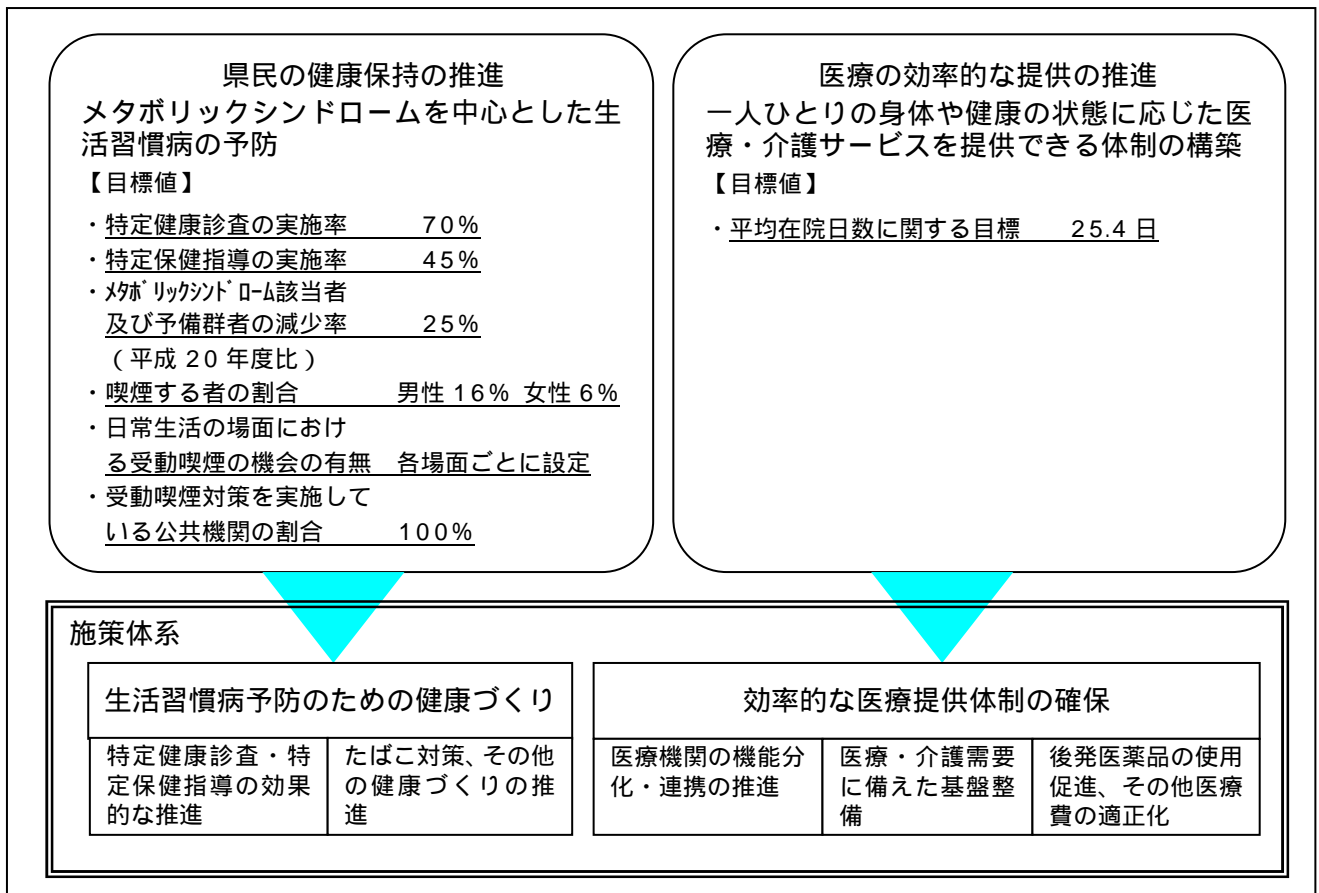 県民の健康保持の推進
メタボリックシンドロームを中心とした生
活習慣病の予防
【目標値】
・特定健康診査の実施率 70%
・特定保健指導の実施率 45%
・ﾒﾀﾎﾞﾘｯｸｼﾝﾄﾞﾛｰﾑ該当者
及び予備群者の減少率 25%
(平成20年度比)
・喫煙する者の割合 男性16% 女性6%
・日常生活の場面におけ
る受動喫煙の機会の有無 各場面ごとに設定
・受動喫煙対策を実施して
いる公共機関の割合 100%
医療の効率的な提供の推進
一人ひとりの身体や健康の状態に応じた医
療・介護サービスを提供できる体制の構築
【目標値】
・平均在院日数に関する目標 25.4日
施策体系
生活習慣病予防のための健康づくり
特定健康診査・特
定保健指導の効果
的な推進
たばこ対策、その他
の健康づくりの推
進
効率的な医療提供体制の確保
医療機関の機能分
化・連携の推進
医療・介護需要
に備えた基盤整
備
後発医薬品の使用
促進、その他医療
費の適正化